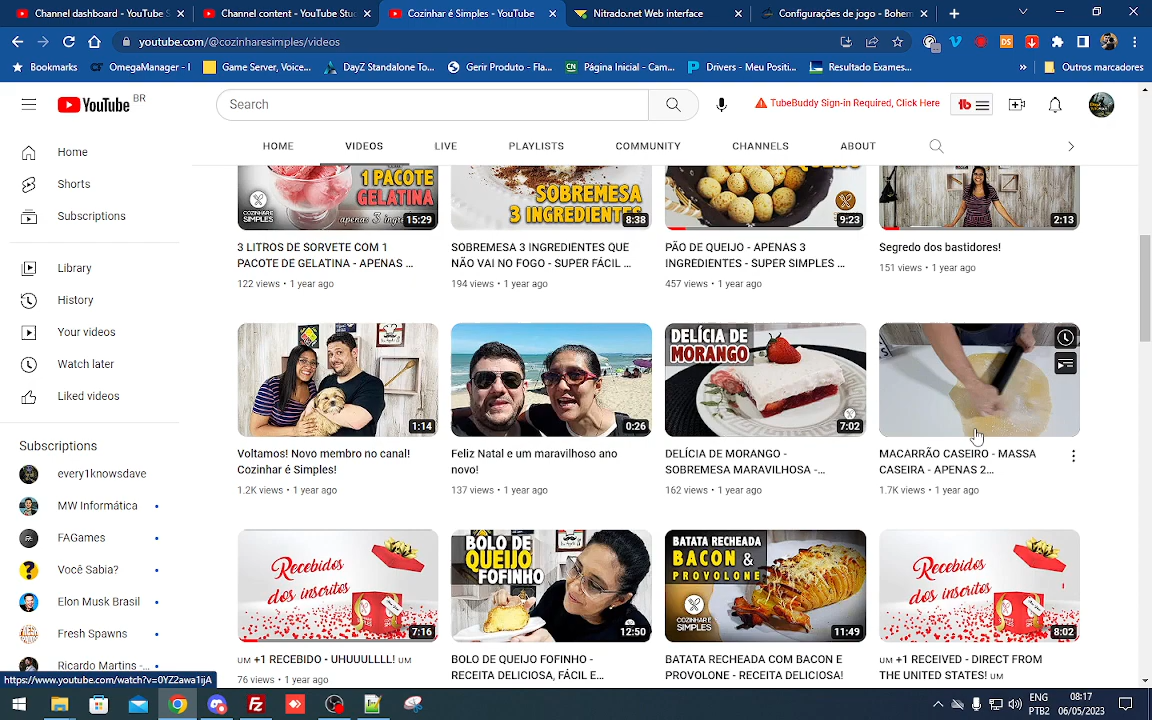 Channel dashboard - YouTube S
Channel content - YouTube Stu
Cozinhar é Simples - YouTube
Nitrado.net Web interface
Configurações de jogo - Bohem
youtube.com/@cozinharesimples/videos
Bookmarks
OmegaManager - I
Game Server, Voice...
DayZ Standalone To...
Gerir Produto - Fla...
Página Inicial - Cam...
Drivers - Meu Positi...
Resultado Exames...
»
Outros marcadores
YouTube BR
Search
TubeBuddy Sign-in Required, Click Here
HOME
VIDEOS
LIVE
PLAYLISTS
COMMUNITY
CHANNELS
ABOUT
Home
Shorts
Subscriptions
Library
History
Your videos
Watch later
Liked videos
Subscriptions
every1knowsdave
MW Informática
FAGames
Você Sabia?
Elon Musk Brasil
Fresh Spawns
Ricardo Martins -...
1 PACOTE
GELATINA
apenas 3
COZINHAR E
SIMPLES
15:29
3 LITROS DE SORVETE COM 1
PACOTE DE GELATINA - APENAS ...
122 views • 1 year ago
SOBREMESA
3 INGREDIENTES
8:38
SOBREMESA 3 INGREDIENTES QUE
NÃO VAI NO FOGO - SUPER FÁCIL ...
194 views • 1 year ago
9:23
PÃO DE QUEIJO - APENAS 3
INGREDIENTES - SUPER SIMPLES ...
457 views • 1 year ago
2:13
Segredo dos bastidores!
151 views • 1 year ago
1:14
Voltamos! Novo membro no canal!
Cozinhar é Simples!
1.2K views • 1 year ago
0:26
Feliz Natal e um maravilhoso ano
novo!
137 views • 1 year ago
DELÍCIA DE
MORANGO
7:02
DELÍCIA DE MORANGO -
SOBREMESA MARAVILHOSA -...
162 views • 1 year ago
MACARRÃO CASEIRO - MASSA
CASEIRA - APENAS 2...
1.7K views • 1 year ago
Recebidos
dos inscritos
7:16
UM +1 RECEBIDO - UHUUULLLL! UM
76 views • 1 year ago
BOLO DE
QUEIJO
FOFINHO
12:50
BOLO DE QUEIJO FOFINHO -
RECEITA DELICIOSA, FÁCIL E...
BATATA RECHEADA
BACON &
PROVOLONE
COZINHAR E
SIMPLES
11:49
BATATA RECHEADA COM BACON E
PROVOLONE - RECEITA DELICIOSA!
Recebidos
dos inscritos
8:02
UM +1 RECEIVED - DIRECT FROM
THE UNITED STATES! UM
https://www.youtube.com/watch?v=0YZ2awa1ijA
ENG
PTB2
08:17
06/05/2023